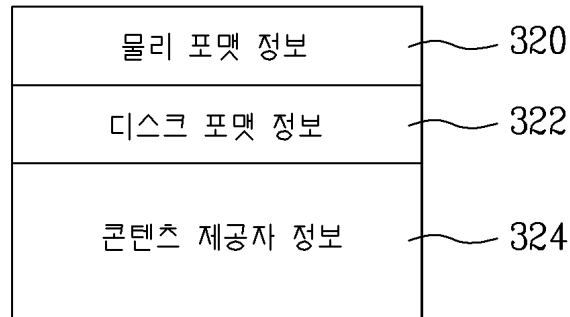 물리 포맷 정보 320
디스크 포맷 정보 322
콘텐츠 제공자 정보 324